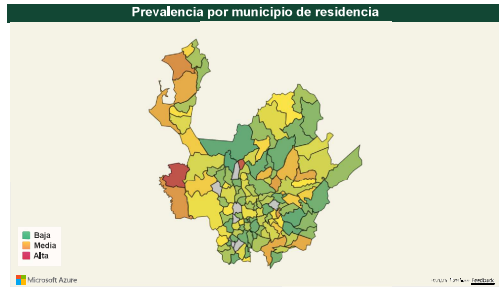 Prevalencia por municipio de residencia
Baja
Media
Alta
Microsoft Azure
Feedback